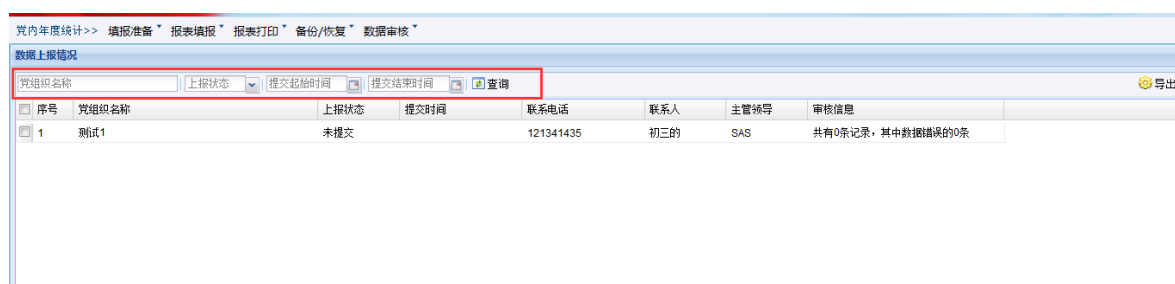 党内年度统计>> 填报准备 报表填报 报表打印 备份/恢复 数据审核
数据上报情况
党组织名称 上报状态 提交起始时间 提交结束时间 查询 导出
序号 党组织名称 上报状态 提交时间 联系电话 联系人 主管领导 审核信息
1 测试1 未提交 121341435 初三的 SAS 共有0条记录，其中数据错误的0条